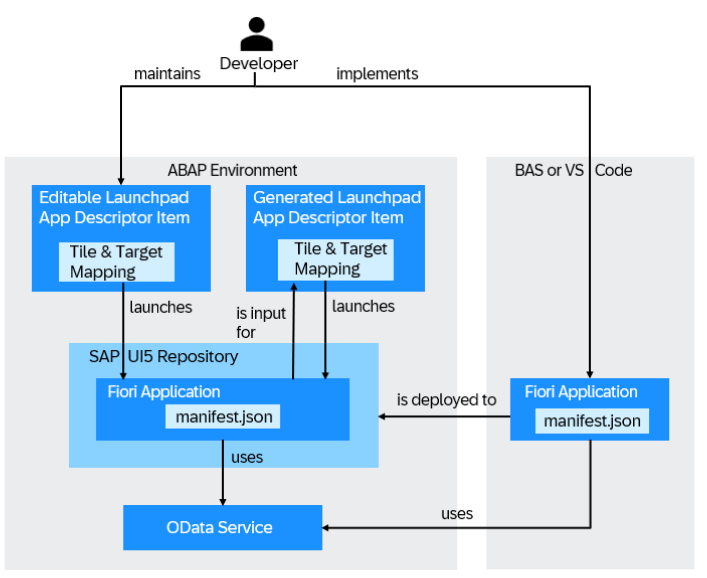 Developer
maintains
implements
ABAP Environment
BAS or VS Code
Editable Launchpad
App Descriptor Item
Tile & Target
Mapping
Generated Launchpad
App Descriptor Item
Tile & Target
Mapping
launches
is input
for
launches
SAP UI5 Repository
Fiori Application
manifest.json
is deployed to
Fiori Application
manifest.json
uses
OData Service
uses